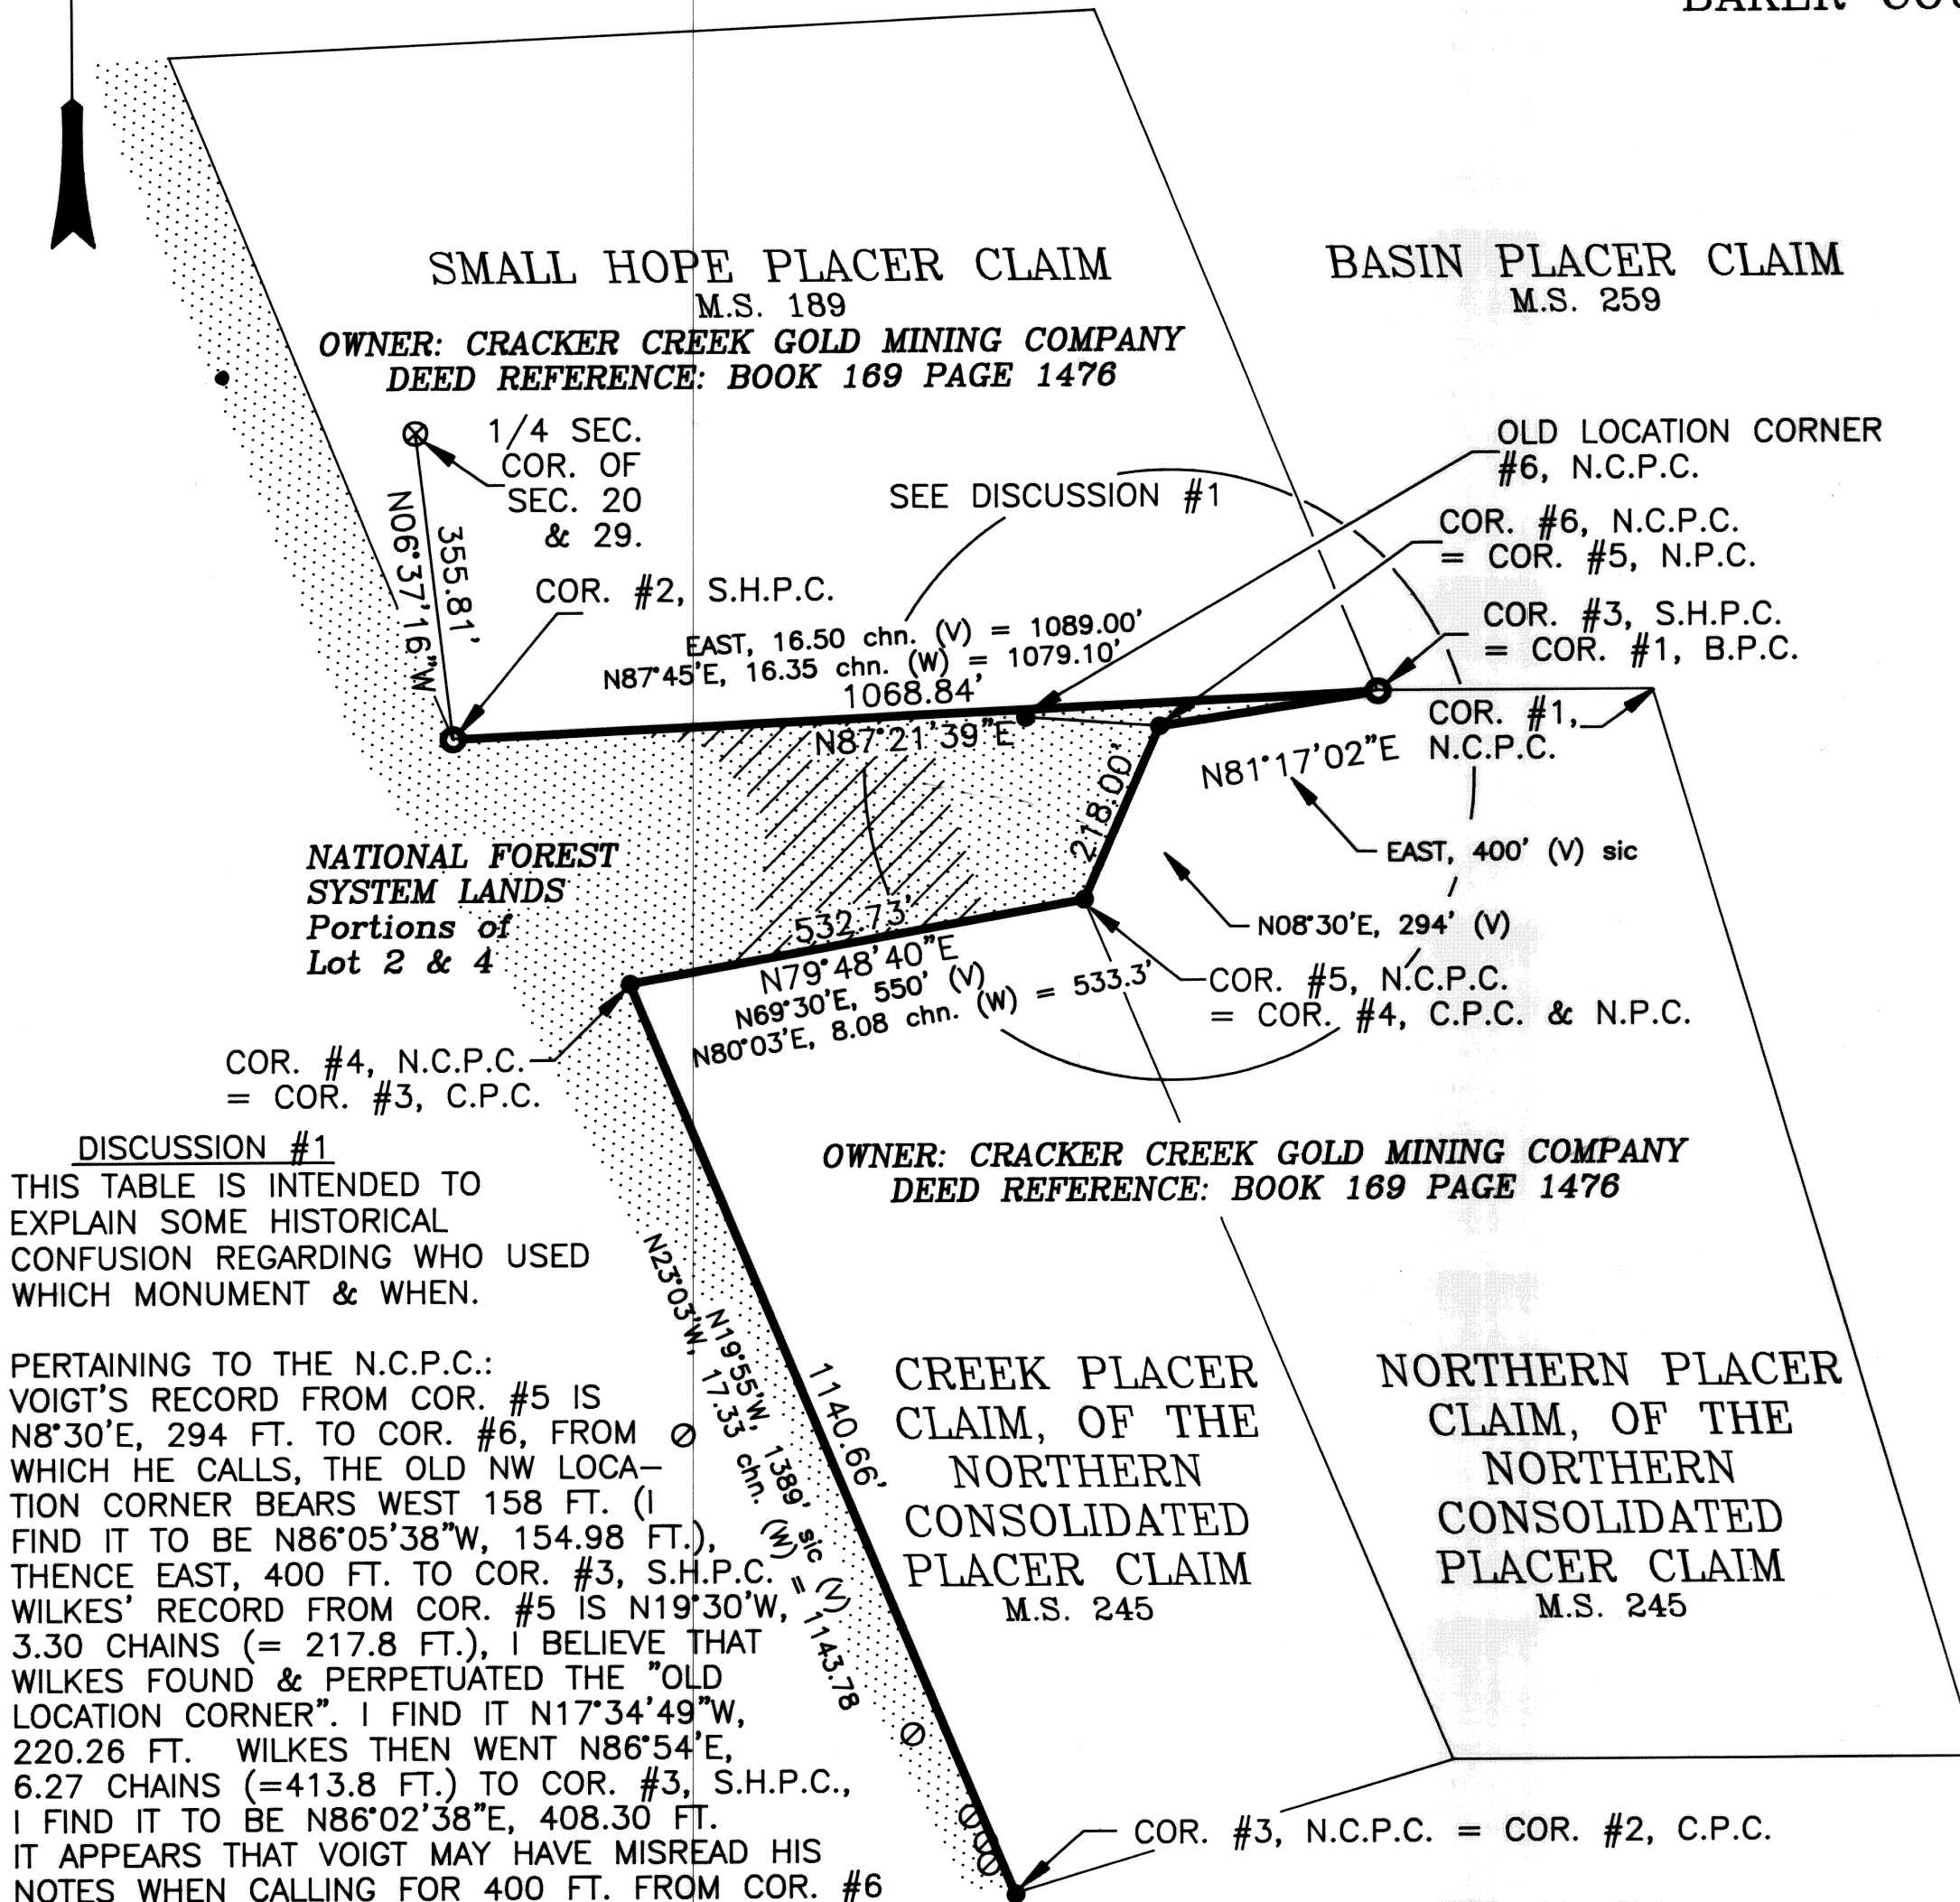 BAKER
SMALL HOPE PLACER CLAIM
M.S. 189
OWNER: CRACKER CREEK GOLD MINING COMPANY
DEED REFERENCE: BOOK 169 PAGE 1476
BASIN PLACER CLAIM
M.S. 259
1/4 SEC.
COR. OF
SEC. 20
& 29.
N06°37'16"W
355.81'
SEE DISCUSSION #1
OLD LOCATION CORNER
#6, N.C.P.C.
COR. #6, N.C.P.C.
= COR. #5, N.P.C.
COR. #2, S.H.P.C.
COR. #3, S.H.P.C.
= COR. #1, B.P.C.
EAST, 16.50 chn. (V) = 1089.00'
N87°45'E, 16.35 chn. (W) = 1079.10'
1068.84'
N87°21'39"E
COR. #1,
N.C.P.C.
N81°17'02"E
218.00'
EAST, 400' (V) sic
NATIONAL FOREST
SYSTEM LANDS
Portions of
Lot 2 & 4
N08°30'E, 294' (V)
532.73'
N79°48'40"E
N69°30'E, 550' (V)
N80°03'E, 8.08 chn. (W) = 533.3'
COR. #5, N.C.P.C.
= COR. #4, C.P.C. & N.P.C.
COR. #4, N.C.P.C.
= COR. #3, C.P.C.
OWNER: CRACKER CREEK GOLD MINING COMPANY
DEED REFERENCE: BOOK 169 PAGE 1476
N23°03'W, 17.33 chn. (W) = 1143.78
N19°55'W, 1389' sic (V)
1140.66'
CREEK PLACER
CLAIM, OF THE
NORTHERN
CONSOLIDATED
PLACER CLAIM
M.S. 245
NORTHERN PLACER
CLAIM, OF THE
NORTHERN
CONSOLIDATED
PLACER CLAIM
M.S. 245
COR. #3, N.C.P.C. = COR. #2, C.P.C.
DISCUSSION #1
THIS TABLE IS INTENDED TO
EXPLAIN SOME HISTORICAL
CONFUSION REGARDING WHO USED
WHICH MONUMENT & WHEN.
PERTAINING TO THE N.C.P.C.:
VOIGT'S RECORD FROM COR. #5 IS
N8°30'E, 294 FT. TO COR. #6, FROM
WHICH HE CALLS, THE OLD NW LOCA-
TION CORNER BEARS WEST 158 FT. (I
FIND IT TO BE N86°05'38"W, 154.98 FT.),
THENCE EAST, 400 FT. TO COR. #3, S.H.P.C.
WILKES' RECORD FROM COR. #5 IS N19°30'W,
3.30 CHAINS (= 217.8 FT.), I BELIEVE THAT
WILKES FOUND & PERPETUATED THE "OLD
LOCATION CORNER". I FIND IT N17°34'49"W,
220.26 FT. WILKES THEN WENT N86°54'E,
6.27 CHAINS (=413.8 FT.) TO COR. #3, S.H.P.C.,
I FIND IT TO BE N86°02'38"E, 408.30 FT.
IT APPEARS THAT VOIGT MAY HAVE MISREAD HIS
NOTES WHEN CALLING FOR 400 FT. FROM COR. #6